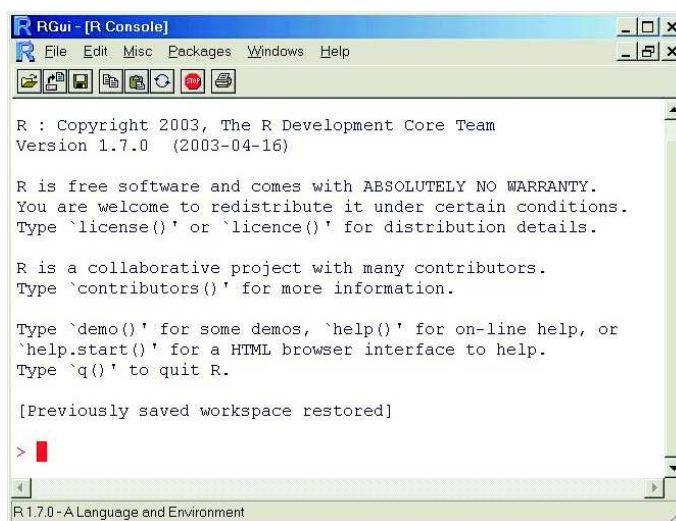 RGui - [R Console]
File Edit Misc Packages Windows Help
STOP
R : Copyright 2003, The R Development Core Team
Version 1.7.0  (2003-04-16)
R is free software and comes with ABSOLUTELY NO WARRANTY.
You are welcome to redistribute it under certain conditions.
Type `license()' or `licence()' for distribution details.
R is a collaborative project with many contributors.
Type `contributors()' for more information.
Type `demo()' for some demos, `help()' for on-line help, or
`help.start()' for a HTML browser interface to help.
Type `q()' to quit R.
[Previously saved workspace restored]
>
R 1.7.0 - A Language and Environment